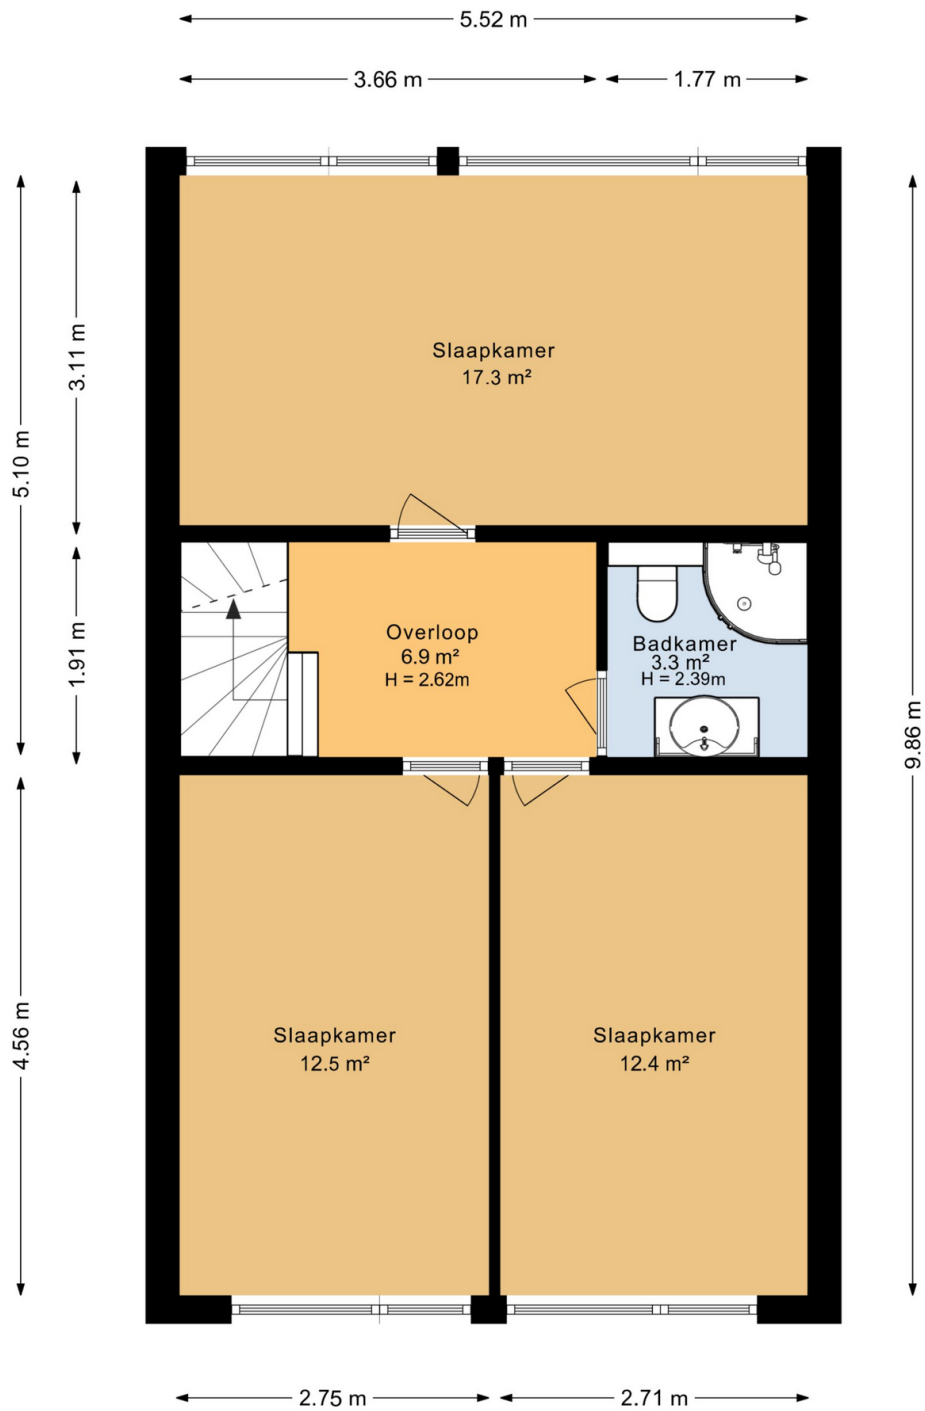 5.52 m
3.66 m
1.77 m
3.11 m
5.10 m
1.91 m
4.56 m
9.86 m
Slaapkamer
17.3 m²
Overloop
6.9 m²
H = 2.62m
Badkamer
3.3 m²
H = 2.39m
Slaapkamer
12.5 m²
Slaapkamer
12.4 m²
2.75 m
2.71 m